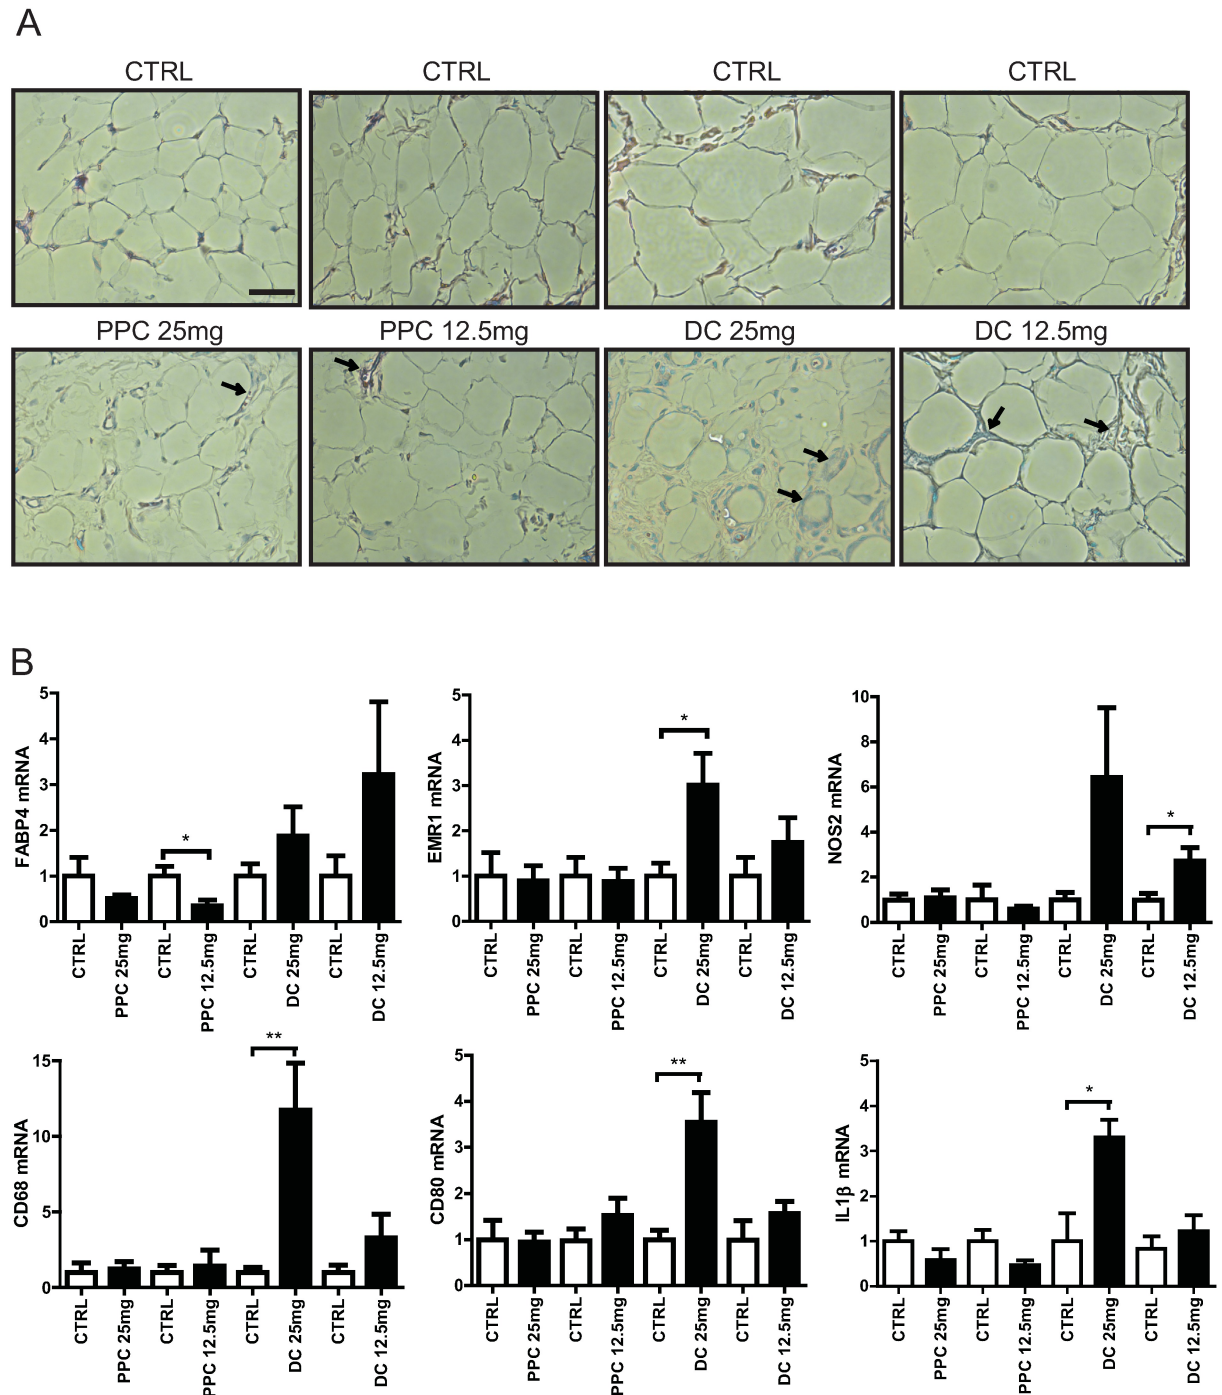 A
CTRL CTRL CTRL CTRL
PPC 25mg PPC 12.5mg DC 25mg DC 12.5mg
B
FABP4 mRNA
5
4
3
2
1
0
*
CTRL
PPC 25mg
CTRL
PPC 12.5mg
CTRL
DC 25mg
CTRL
DC 12.5mg
EMR1 mRNA
5
4
3
2
1
0
*
CTRL
PPC 25mg
CTRL
PPC 12.5mg
CTRL
DC 25mg
CTRL
DC 12.5mg
NOS2 mRNA
10
8
6
4
2
0
*
CTRL
PPC 25mg
CTRL
PPC 12.5mg
CTRL
DC 25mg
CTRL
DC 12.5mg
CD68 mRNA
15
10
5
0
**
CTRL
PPC 25mg
CTRL
PPC 12.5mg
CTRL
DC 25mg
CTRL
DC 12.5mg
CD80 mRNA
5
4
3
2
1
0
**
CTRL
PPC 25mg
CTRL
PPC 12.5mg
CTRL
DC 25mg
CTRL
DC 12.5mg
IL1β mRNA
5
4
3
2
1
0
*
CTRL
PPC 25mg
CTRL
PPC 12.5mg
CTRL
DC 25mg
CTRL
DC 12.5mg